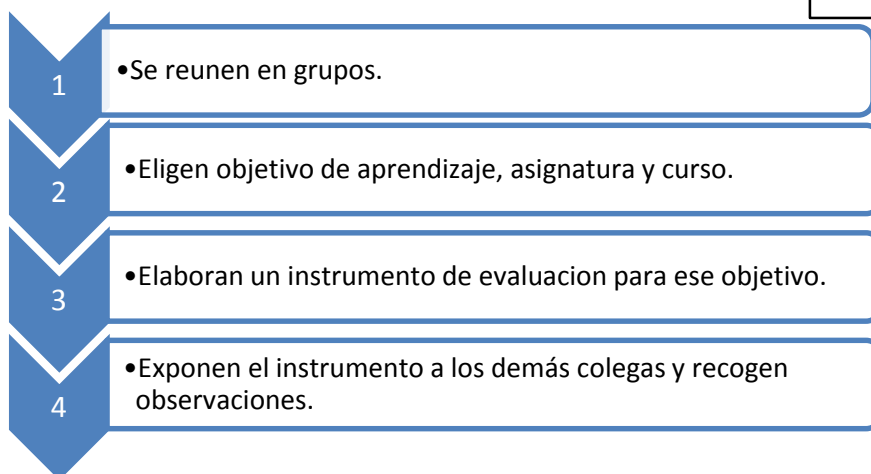 1
•Se reunen en grupos.
2
•Eligen objetivo de aprendizaje, asignatura y curso.
3
•Elaboran un instrumento de evaluacion para ese objetivo.
4
•Exponen el instrumento a los demás colegas y recogen
observaciones.